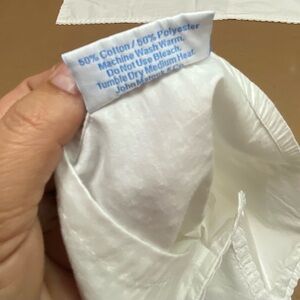 50% Cotton / 50% Polyester
Machine Wash Warm.
Do Not Use Bleach.
Tumble Dry Medium Heat.
John